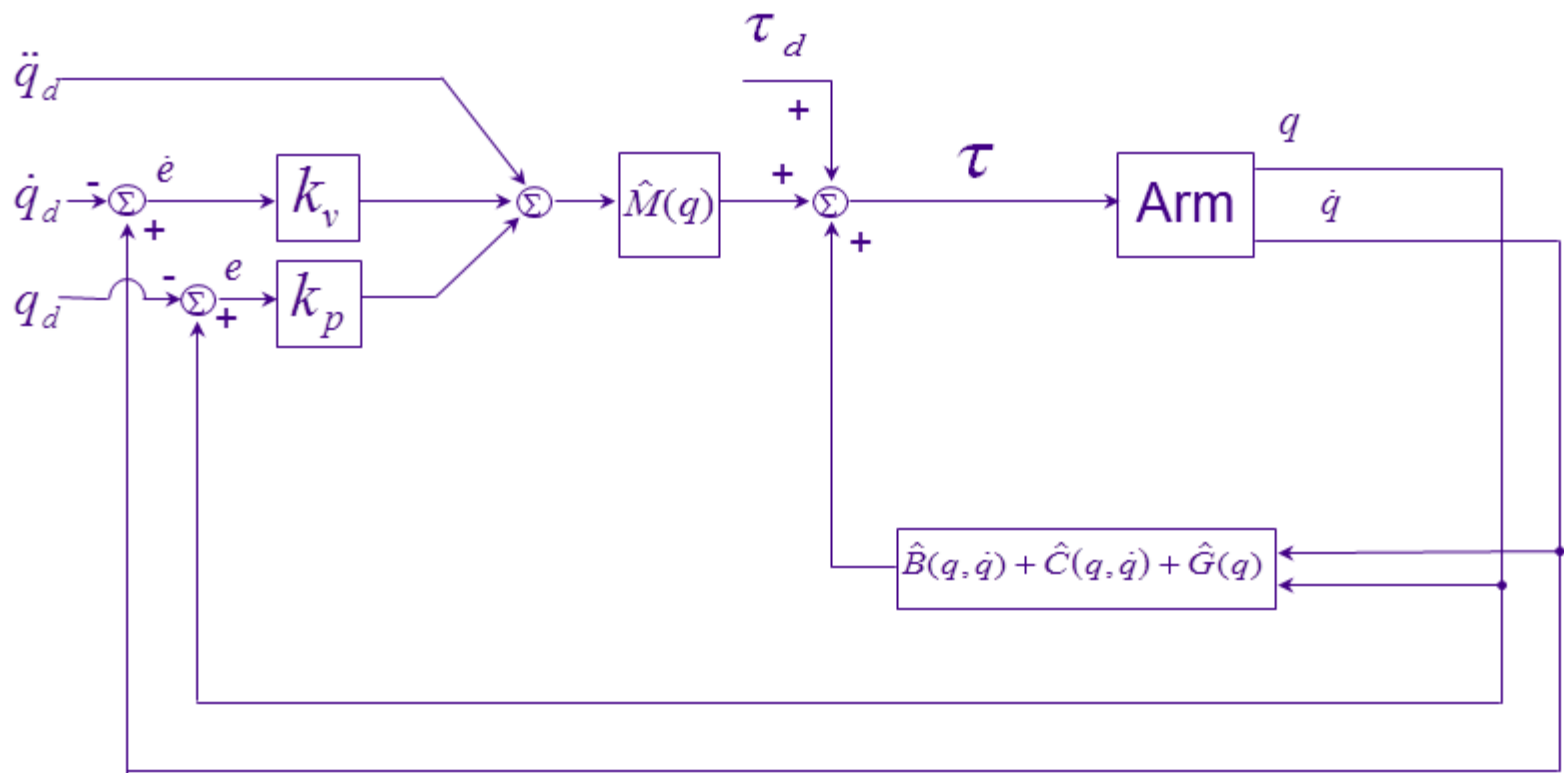 τ_d
q̈_d
+
q̇_d
-
Σ
+
ė
k_v
Σ
M̂(q)
+
Σ
+
τ
Arm
q
q̇
q_d
-
Σ
+
e
k_p
B̂(q, q̇) + Ĉ(q, q̇) + Ĝ(q)